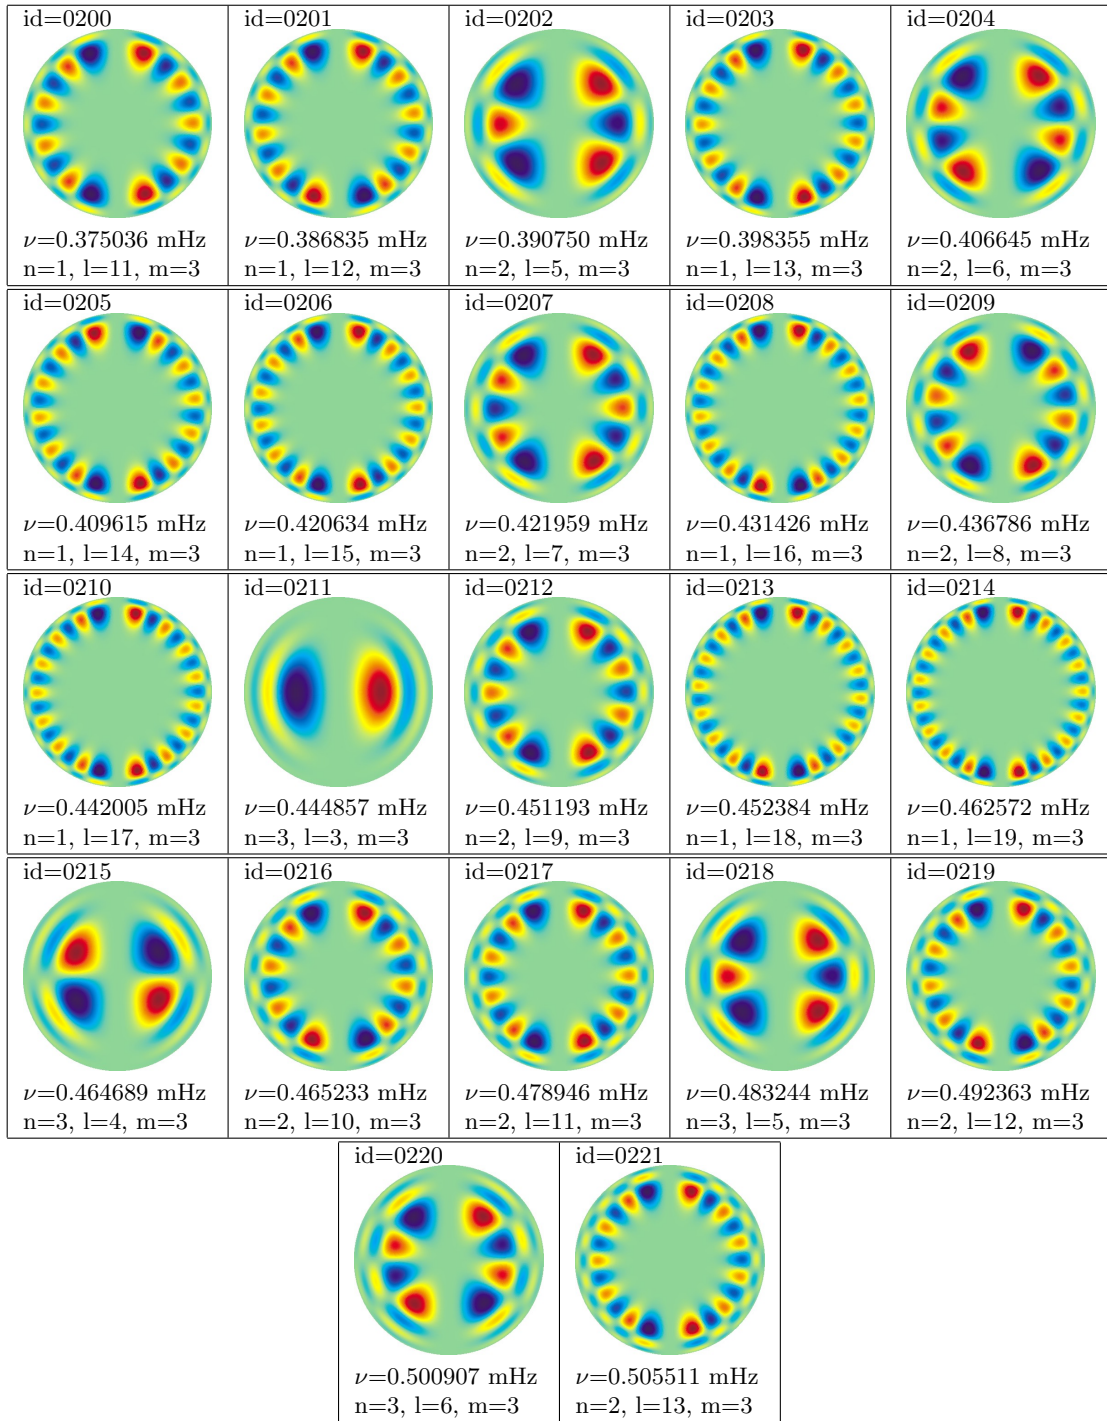 id=0200
ν=0.375036 mHz
n=1, l=11, m=3
id=0201
ν=0.386835 mHz
n=1, l=12, m=3
id=0202
ν=0.390750 mHz
n=2, l=5, m=3
id=0203
ν=0.398355 mHz
n=1, l=13, m=3
id=0204
ν=0.406645 mHz
n=2, l=6, m=3
id=0205
ν=0.409615 mHz
n=1, l=14, m=3
id=0206
ν=0.420634 mHz
n=1, l=15, m=3
id=0207
ν=0.421959 mHz
n=2, l=7, m=3
id=0208
ν=0.431426 mHz
n=1, l=16, m=3
id=0209
ν=0.436786 mHz
n=2, l=8, m=3
id=0210
ν=0.442005 mHz
n=1, l=17, m=3
id=0211
ν=0.444857 mHz
n=3, l=3, m=3
id=0212
ν=0.451193 mHz
n=2, l=9, m=3
id=0213
ν=0.452384 mHz
n=1, l=18, m=3
id=0214
ν=0.462572 mHz
n=1, l=19, m=3
id=0215
ν=0.464689 mHz
n=3, l=4, m=3
id=0216
ν=0.465233 mHz
n=2, l=10, m=3
id=0217
ν=0.478946 mHz
n=2, l=11, m=3
id=0218
ν=0.483244 mHz
n=3, l=5, m=3
id=0219
ν=0.492363 mHz
n=2, l=12, m=3
id=0220
ν=0.500907 mHz
n=3, l=6, m=3
id=0221
ν=0.505511 mHz
n=2, l=13, m=3